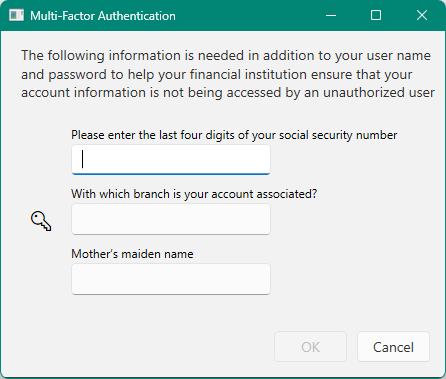 Multi-Factor Authentication
The following information is needed in addition to your user name
and password to help your financial institution ensure that your
account information is not being accessed by an unauthorized user
Please enter the last four digits of your social security number
With which branch is your account associated?
Mother's maiden name
OK
Cancel